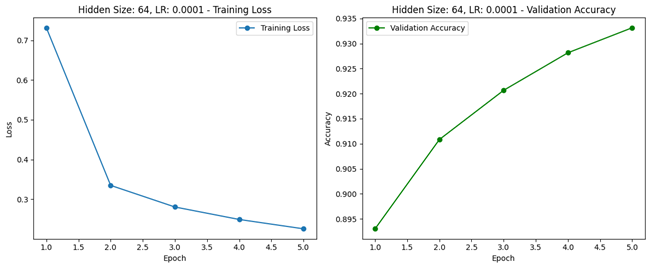 Hidden Size: 64, LR: 0.0001 - Training Loss
Training Loss
0.7
0.6
0.5
0.4
0.3
Loss
1.0 1.5 2.0 2.5 3.0 3.5 4.0 4.5 5.0
Epoch
Hidden Size: 64, LR: 0.0001 - Validation Accuracy
Validation Accuracy
0.935
0.930
0.925
0.920
0.915
0.910
0.905
0.900
0.895
Accuracy
1.0 1.5 2.0 2.5 3.0 3.5 4.0 4.5 5.0
Epoch